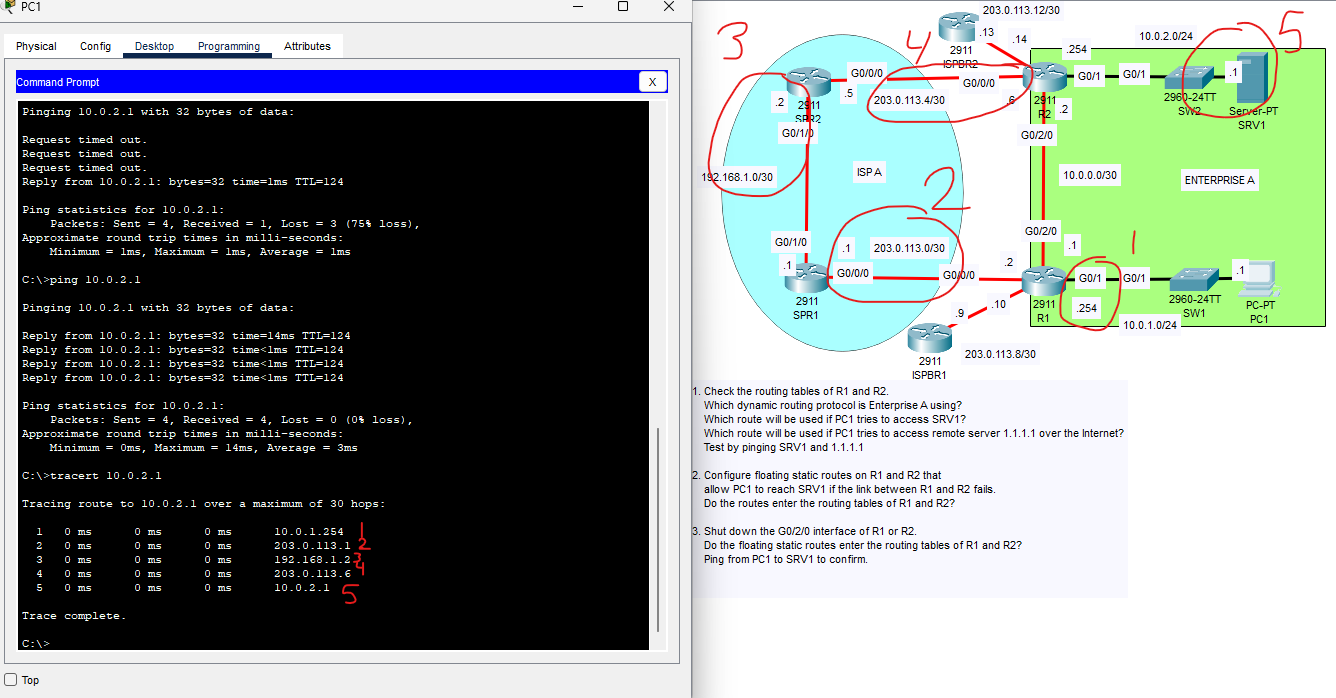 PC1
Physical Config Desktop Programming Attributes
Command Prompt X
Pinging 10.0.2.1 with 32 bytes of data:
Request timed out.
Request timed out.
Request timed out.
Reply from 10.0.2.1: bytes=32 time=1ms TTL=124
Ping statistics for 10.0.2.1:
Packets: Sent = 4, Received = 1, Lost = 3 (75% loss),
Approximate round trip times in milli-seconds:
Minimum = 1ms, Maximum = 1ms, Average = 1ms
C:\>ping 10.0.2.1
Pinging 10.0.2.1 with 32 bytes of data:
Reply from 10.0.2.1: bytes=32 time=14ms TTL=124
Reply from 10.0.2.1: bytes=32 time<1ms TTL=124
Reply from 10.0.2.1: bytes=32 time<1ms TTL=124
Reply from 10.0.2.1: bytes=32 time<1ms TTL=124
Ping statistics for 10.0.2.1:
Packets: Sent = 4, Received = 4, Lost = 0 (0% loss),
Approximate round trip times in milli-seconds:
Minimum = 0ms, Maximum = 14ms, Average = 3ms
C:\>tracert 10.0.2.1
Tracing route to 10.0.2.1 over a maximum of 30 hops:
1 0 ms 0 ms 0 ms 10.0.1.254 1
2 0 ms 0 ms 0 ms 203.0.113.1 2
3 0 ms 0 ms 0 ms 192.168.1.2 3
4 0 ms 0 ms 0 ms 203.0.113.6 4
5 0 ms 0 ms 0 ms 10.0.2.1 5
Trace complete.
C:\>
Top
203.0.113.12/30
.13 .14
2911
ISPBR2
3 4 5
.254 10.0.2.0/24
G0/0/0 G0/0/0 G0/1 G0/1 .1
.2 .5 203.0.113.4/30 .6
2911
SPR2
2911
R2
.2
2960-24TT
SW2
Server-PT
SRV1
G0/1/0 G0/2/0
192.168.1.0/30 ISP A 10.0.0.0/30 ENTERPRISE A
2
G0/1/0 .1 203.0.113.0/30 G0/2/0 .1 1
.1 G0/0/0 G0/0/0 .2 G0/1 G0/1 .1
2911
SPR1
2911
R1
.254
2960-24TT
SW1
PC-PT
PC1
.9 .10 10.0.1.0/24
2911
ISPBR1
203.0.113.8/30
1. Check the routing tables of R1 and R2.
Which dynamic routing protocol is Enterprise A using?
Which route will be used if PC1 tries to access SRV1?
Which route will be used if PC1 tries to access remote server 1.1.1.1 over the Internet?
Test by pinging SRV1 and 1.1.1.1
2. Configure floating static routes on R1 and R2 that
allow PC1 to reach SRV1 if the link between R1 and R2 fails.
Do the routes enter the routing tables of R1 and R2?
3. Shut down the G0/2/0 interface of R1 or R2.
Do the floating static routes enter the routing tables of R1 and R2?
Ping from PC1 to SRV1 to confirm.